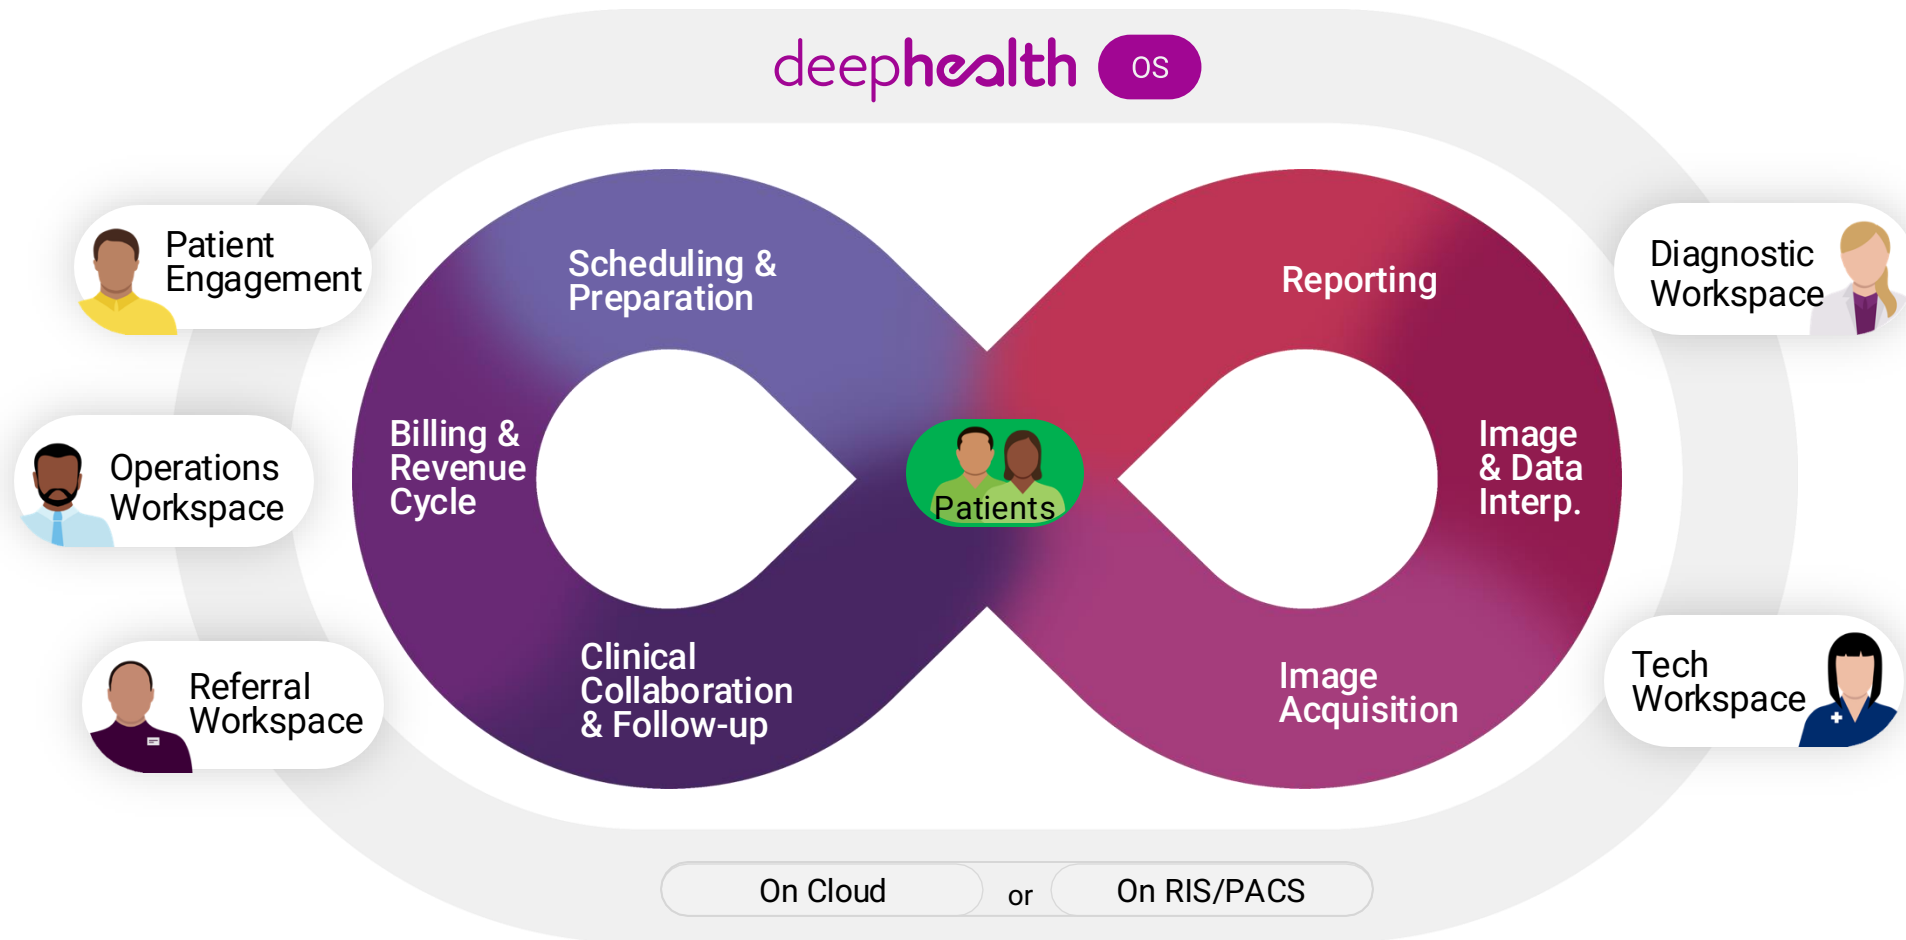 deephealth OS
Patient
Engagement
Operations
Workspace
Referral
Workspace
Scheduling &
Preparation
Billing &
Revenue
Cycle
Clinical
Collaboration
& Follow-up
Patients
Reporting
Image
& Data
Interp.
Image
Acquisition
Diagnostic
Workspace
Tech
Workspace
On Cloud or On RIS/PACS